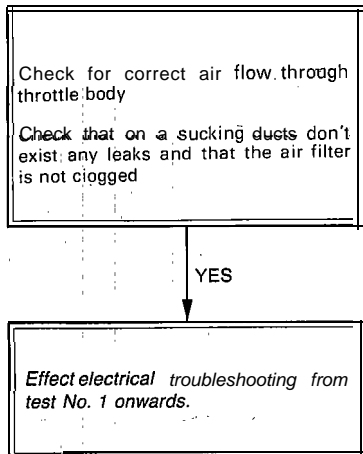 Check for correct air flow through
throttle body
Check that on a sucking ducts don't
exist any leaks and that the air filter
is not clogged
YES
Effect electrical troubleshooting from
test No. 1 onwards.